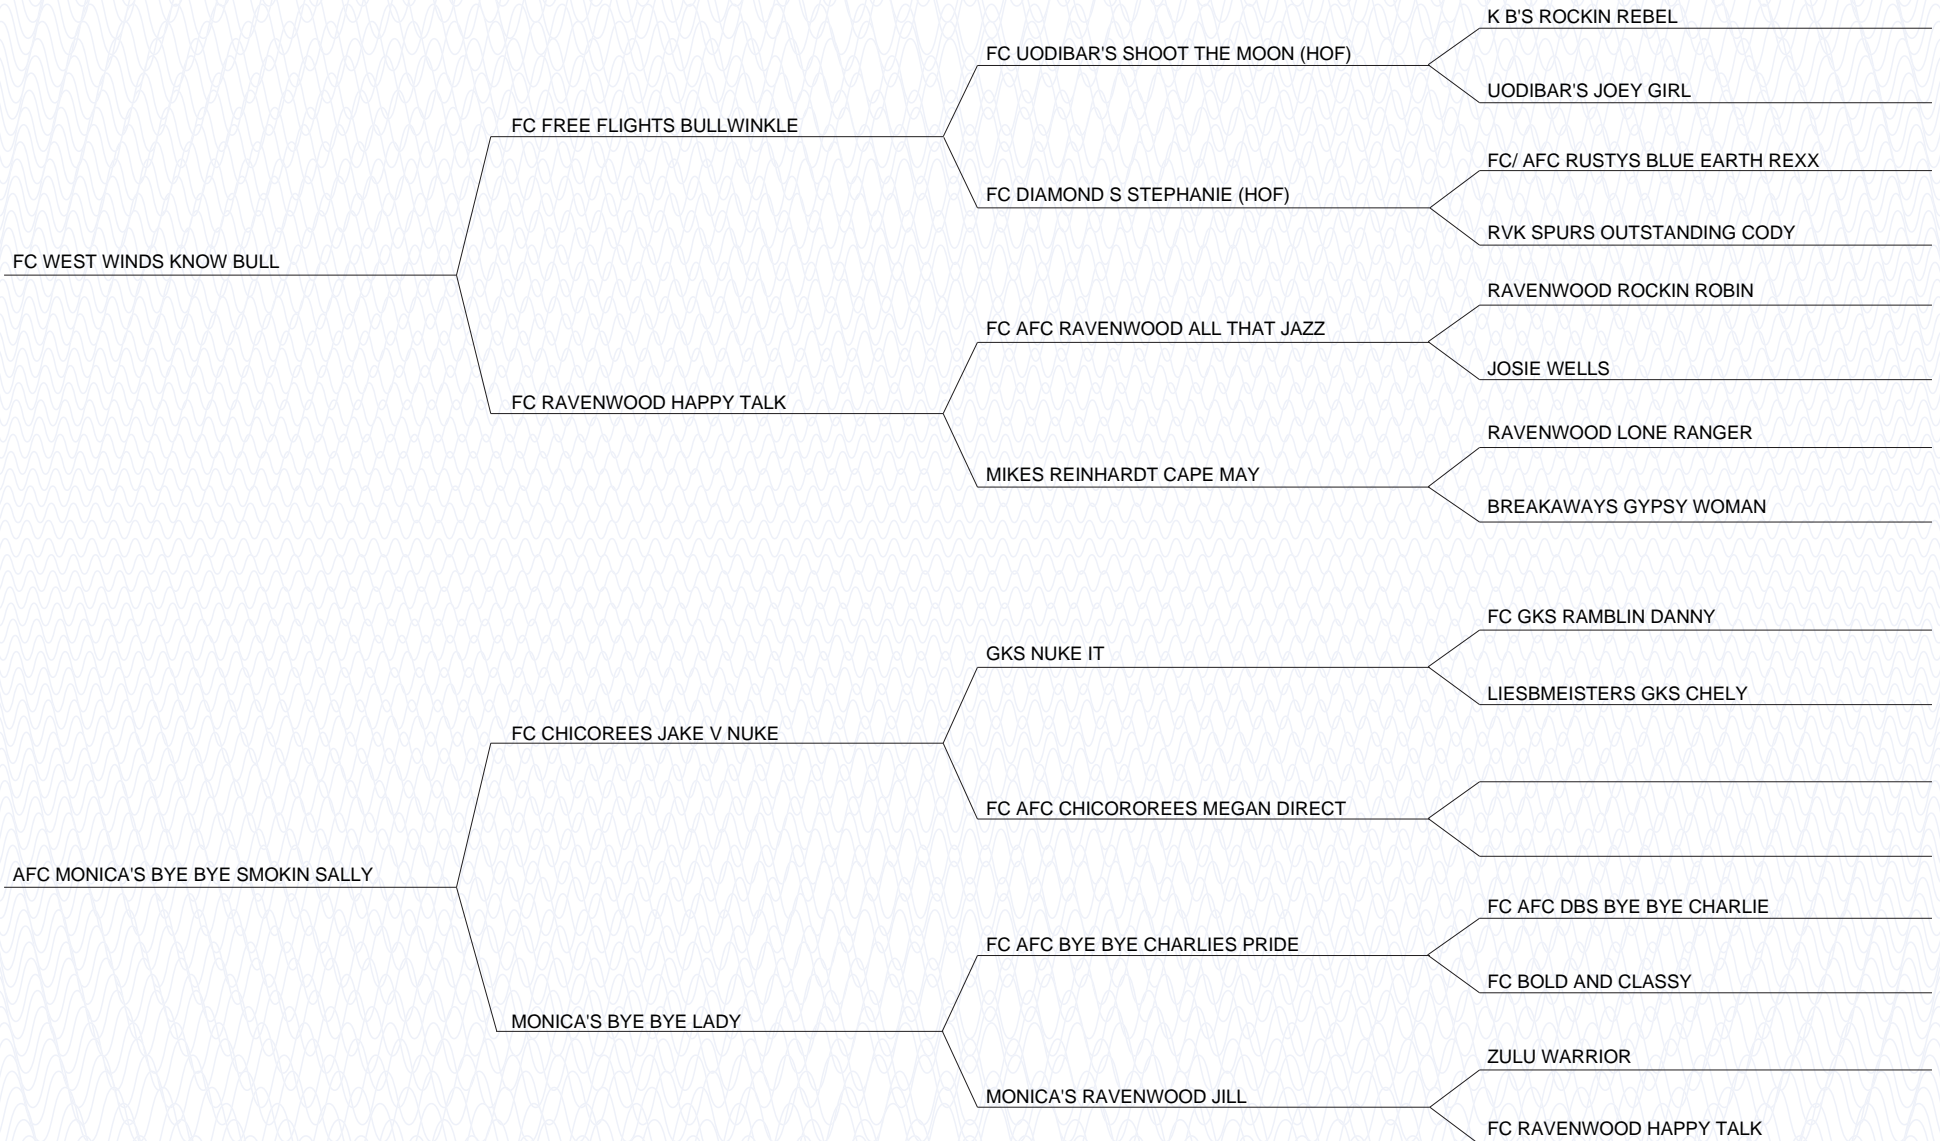 K B'S ROCKIN REBEL
FC UODIBAR'S SHOOT THE MOON (HOF)
UODIBAR'S JOEY GIRL
FC FREE FLIGHTS BULLWINKLE
FC/ AFC RUSTYS BLUE EARTH REXX
FC DIAMOND S STEPHANIE (HOF)
RVK SPURS OUTSTANDING CODY
FC WEST WINDS KNOW BULL
RAVENWOOD ROCKIN ROBIN
FC AFC RAVENWOOD ALL THAT JAZZ
JOSIE WELLS
FC RAVENWOOD HAPPY TALK
RAVENWOOD LONE RANGER
MIKES REINHARDT CAPE MAY
BREAKAWAYS GYPSY WOMAN
FC GKS RAMBLIN DANNY
GKS NUKE IT
LIESBMEISTERS GKS CHELY
FC CHICOREES JAKE V NUKE
FC AFC CHICOROREES MEGAN DIRECT
AFC MONICA'S BYE BYE SMOKIN SALLY
FC AFC DBS BYE BYE CHARLIE
FC AFC BYE BYE CHARLIES PRIDE
FC BOLD AND CLASSY
MONICA'S BYE BYE LADY
ZULU WARRIOR
MONICA'S RAVENWOOD JILL
FC RAVENWOOD HAPPY TALK